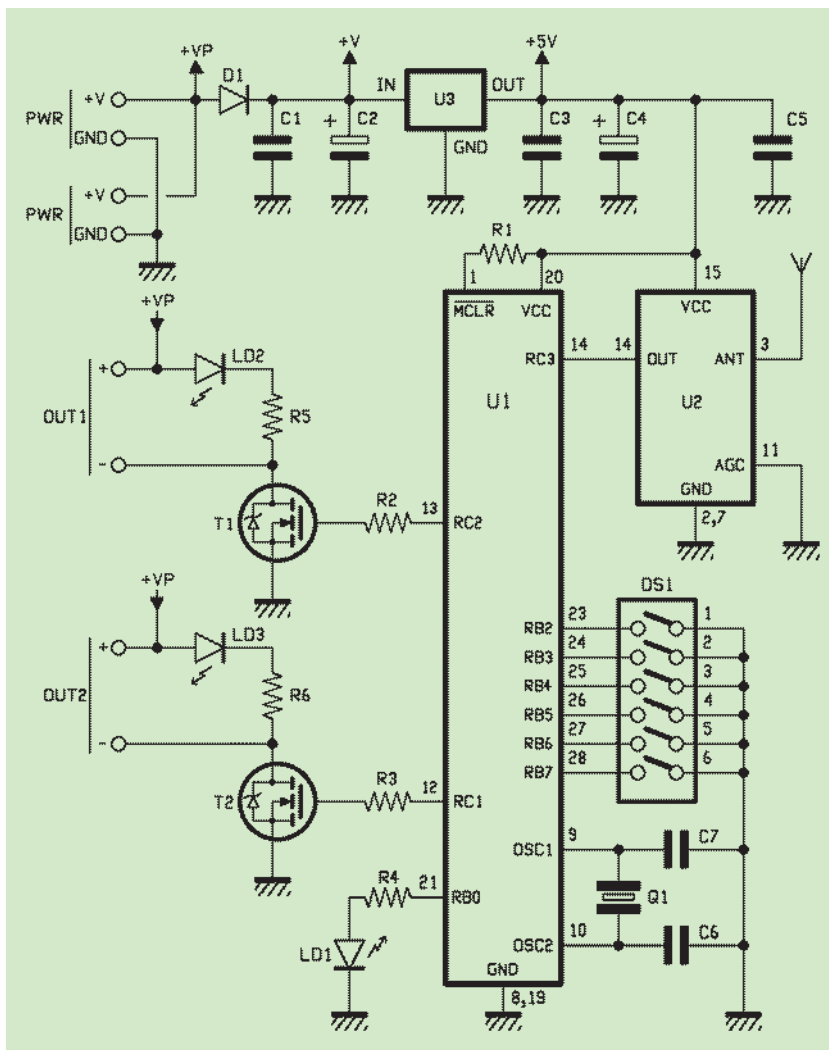 +VP
+V
+5V
D1
IN
U3
OUT
GND
C1
+
C2
C3
+
C4
C5
PWR
+V
GND
PWR
+V
GND
R1
1
20
15
MCLR
VCC
VCC
+VP
+
LD2
OUT1
-
R5
RC3
14
14
OUT
ANT
3
U1
U2
AGC
11
GND
2,7
T1
R2
13
RC2
+VP
+
LD3
OUT2
-
R6
DS1
RB2
23
1
RB3
24
2
RB4
25
3
RB5
26
4
RB6
27
5
RB7
28
6
T2
R3
12
RC1
OSC1
9
C7
Q1
R4
21
RB0
LD1
OSC2
10
C6
GND
8,19